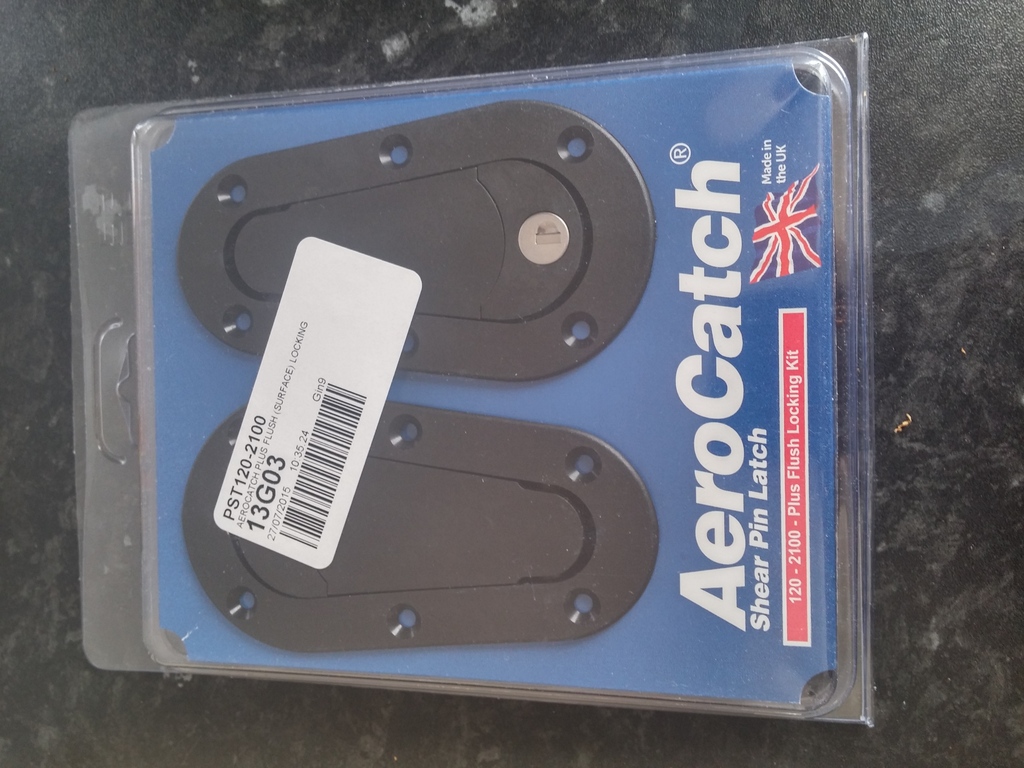 PST120-2100
AEROCATCH PLUS FLUSH (SURFACE) LOCKING
13G03
27/07/2015 10:35:24 Gin9
AeroCatch®
Shear Pin Latch
Made in
the UK
120 - 2100 - Plus Flush Locking Kit